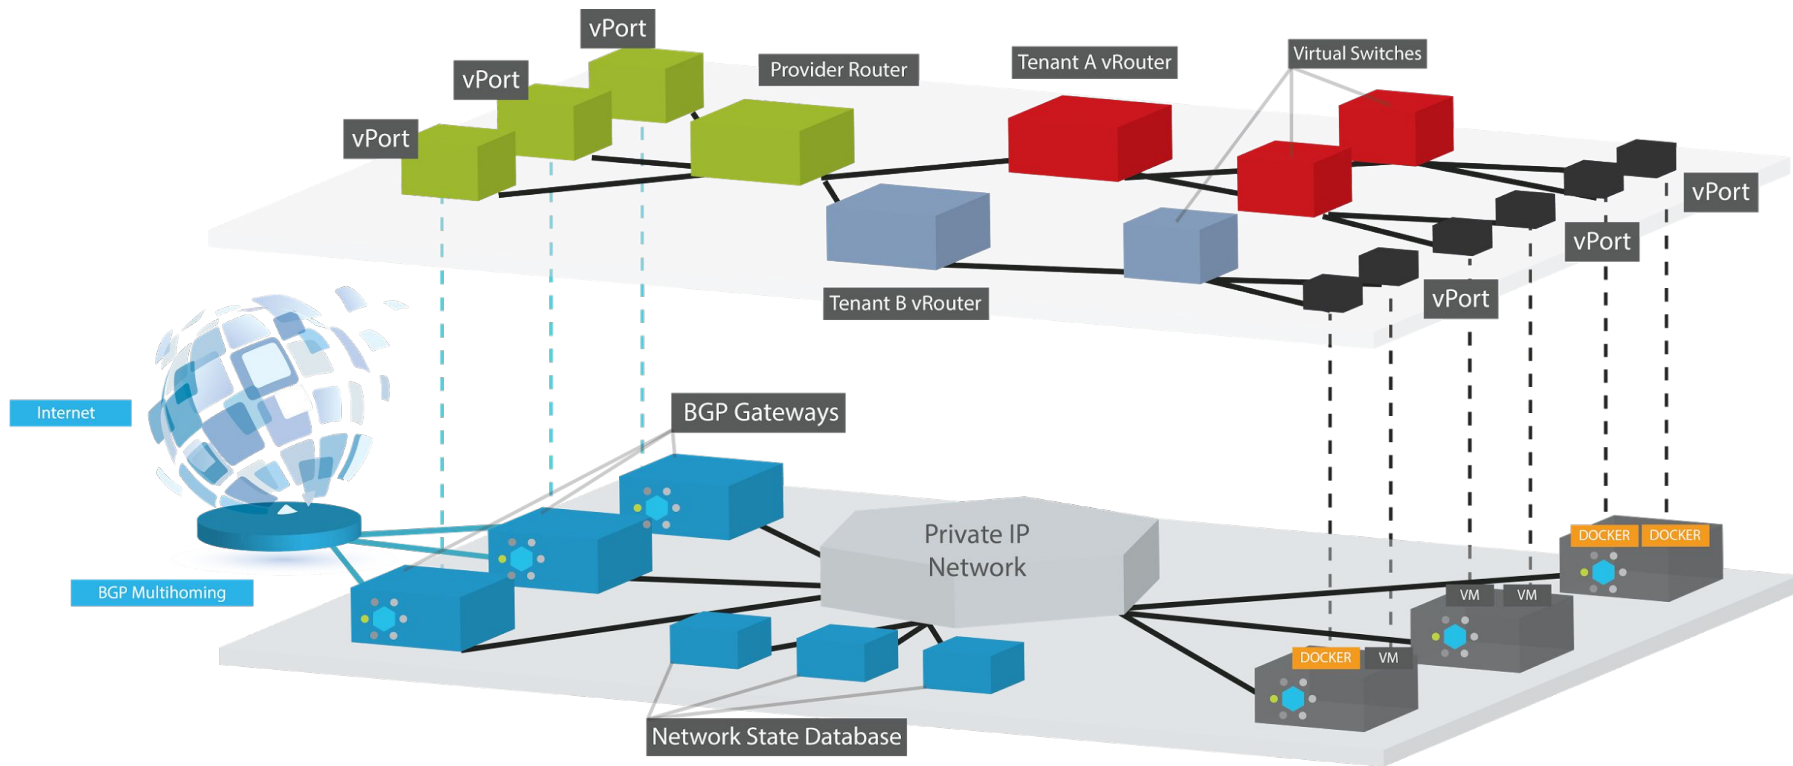 vPort
vPort
vPort
Provider Router
Tenant A vRouter
Virtual Switches
vPort
vPort
vPort
Tenant B vRouter
Internet
BGP Gateways
BGP Multihoming
Private IP
Network
DOCKER
DOCKER
VM
VM
DOCKER
VM
Network State Database